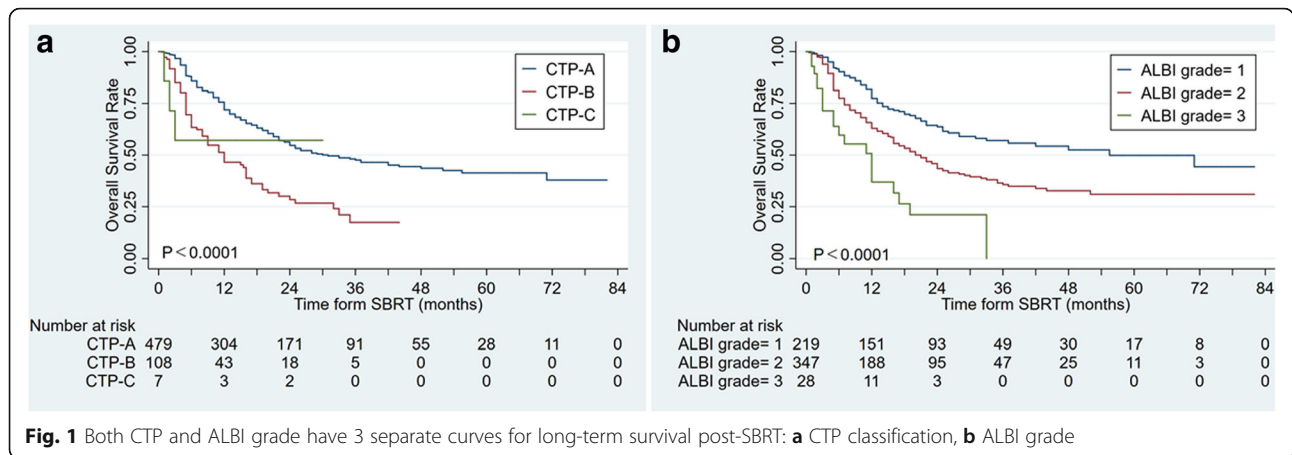 a
Overall Survival Rate
1.00
0.75
0.50
0.25
0.00
CTP-A
CTP-B
CTP-C
P<0.0001
0 12 24 36 48 60 72 84
Time form SBRT (months)
Number at risk
CTP-A 479 304 171 91 55 28 11 0
CTP-B 108 43 18 5 0 0 0 0
CTP-C 7 3 2 0 0 0 0 0
b
Overall Survival Rate
1.00
0.75
0.50
0.25
0.00
ALBI grade= 1
ALBI grade= 2
ALBI grade= 3
P<0.0001
0 12 24 36 48 60 72 84
Time form SBRT (months)
Number at risk
ALBI grade= 1 219 151 93 49 30 17 8 0
ALBI grade= 2 347 188 95 47 25 11 3 0
ALBI grade= 3 28 11 3 0 0 0 0 0
Fig. 1 Both CTP and ALBI grade have 3 separate curves for long-term survival post-SBRT: a CTP classification, b ALBI grade